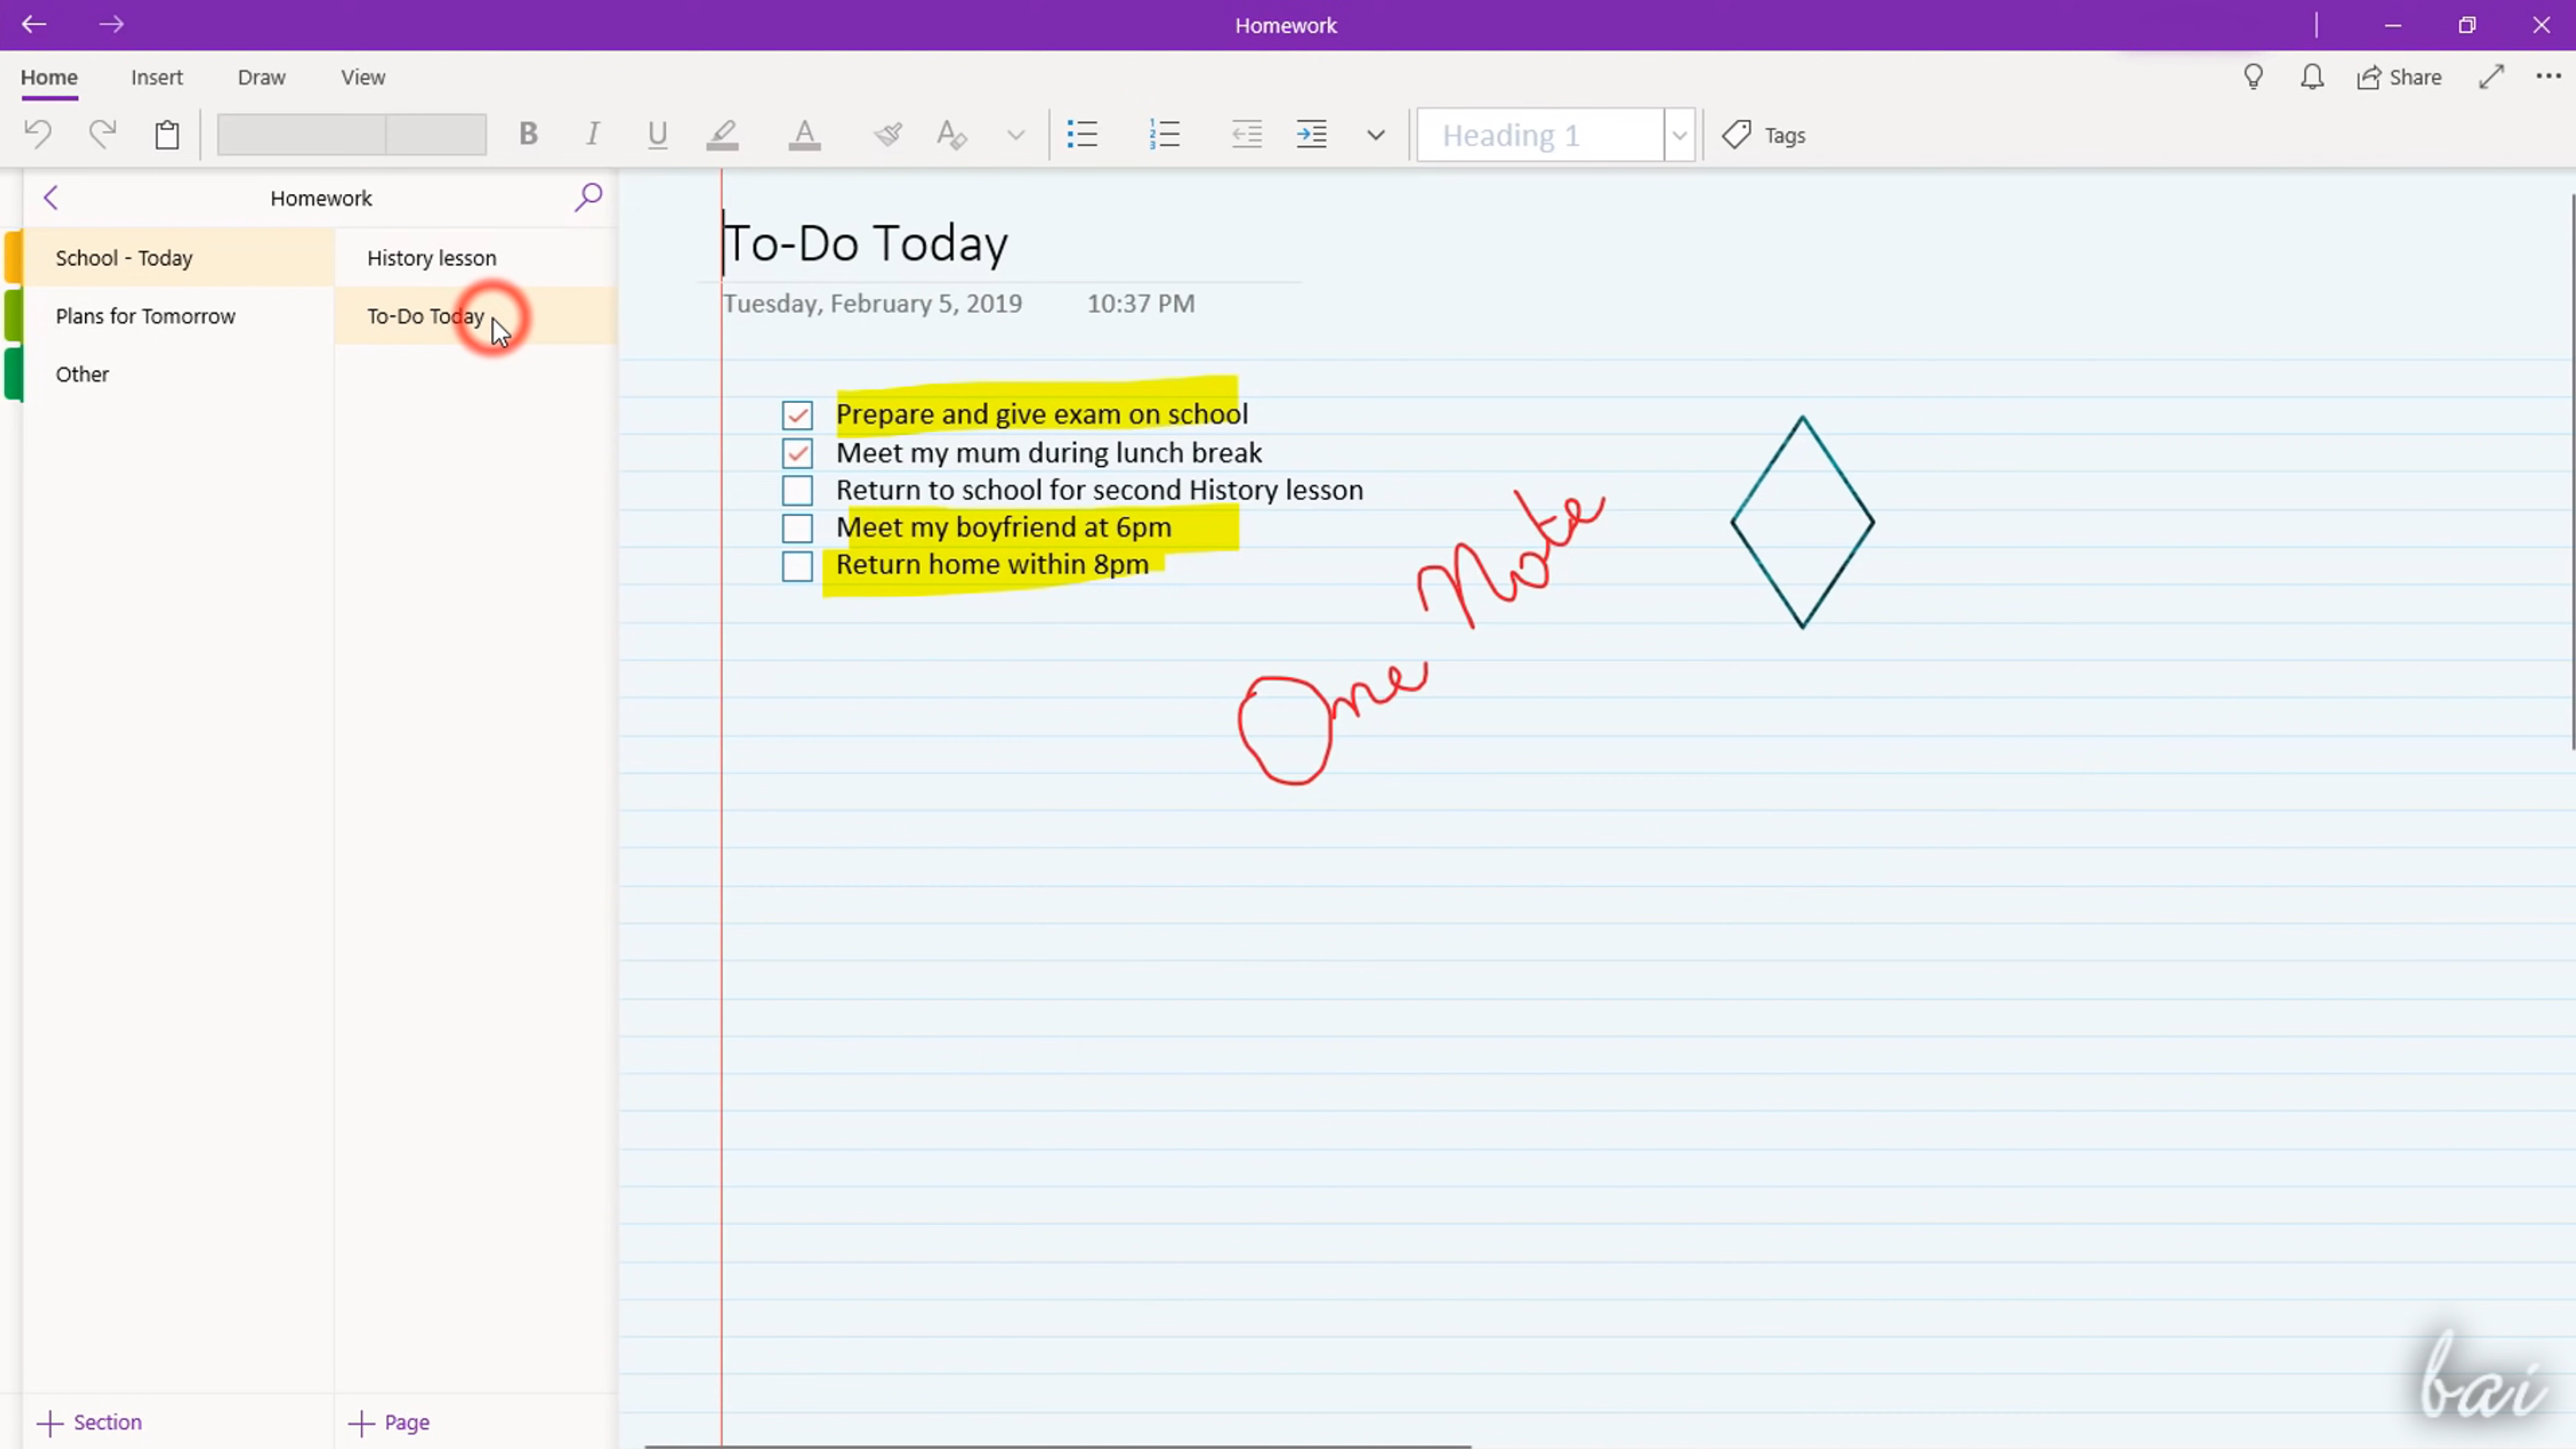 Homework
Home Insert Draw View
Share
Heading 1
Tags
Homework
School - Today
Plans for Tomorrow
Other
History lesson
To-Do Today
To-Do Today
Tuesday, February 5, 2019 10:37 PM
Prepare and give exam on school
Meet my mum during lunch break
Return to school for second History lesson
Meet my boyfriend at 6pm
Return home within 8pm
One Note
Section
Page
bai